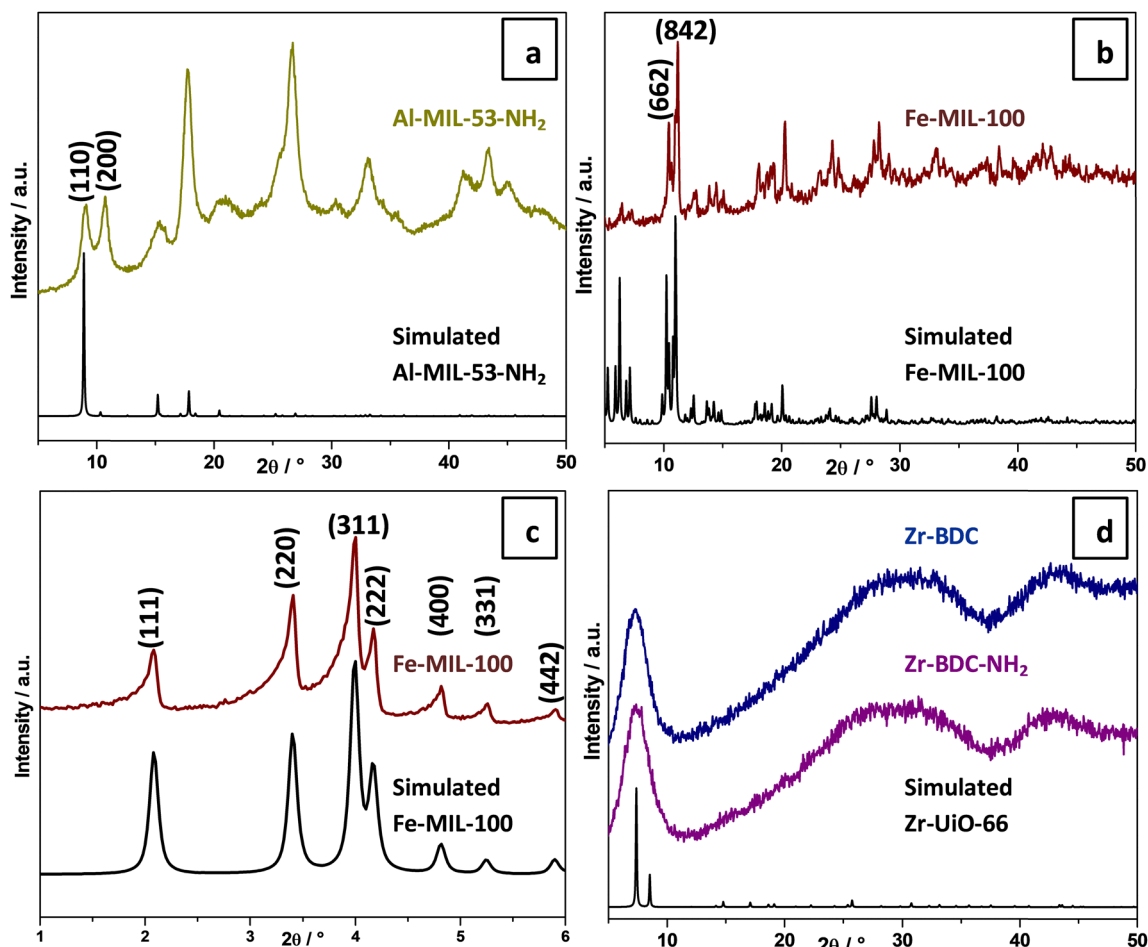 a
(110)
(200)
Al-MIL-53-NH₂
Simulated
Al-MIL-53-NH₂
Intensity / a.u.
10 20 30 40 50
2θ / °
b
(842)
(662)
Fe-MIL-100
Simulated
Fe-MIL-100
Intensity / a.u.
10 20 30 40 50
2θ / °
c
(111)
(220)
(311)
(222)
(400)
(331)
(442)
Fe-MIL-100
Simulated
Fe-MIL-100
Intensity / a.u.
1 2 3 4 5 6
2θ / °
d
Zr-BDC
Zr-BDC-NH₂
Simulated
Zr-UiO-66
Intensity / a.u.
10 20 30 40 50
2θ / °